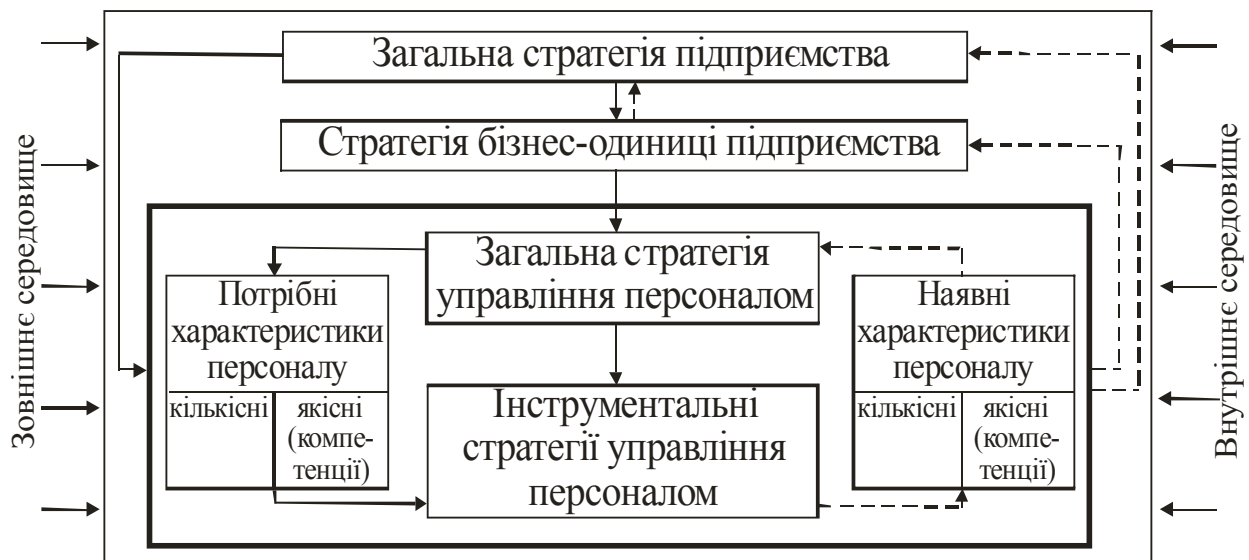 Загальна стратегія підприємства
Стратегія бізнес-одиниці підприємства
Зовнішнє середовище
Загальна стратегія
управління персоналом
Потрібні
характеристики
персоналу
кількісні
якісні
(компе-
тенції)
Інструментальні
стратегії управління
персоналом
Наявні
характеристики
персоналу
кількісні
якісні
(компе-
тенції)
Внутрішнє середовище